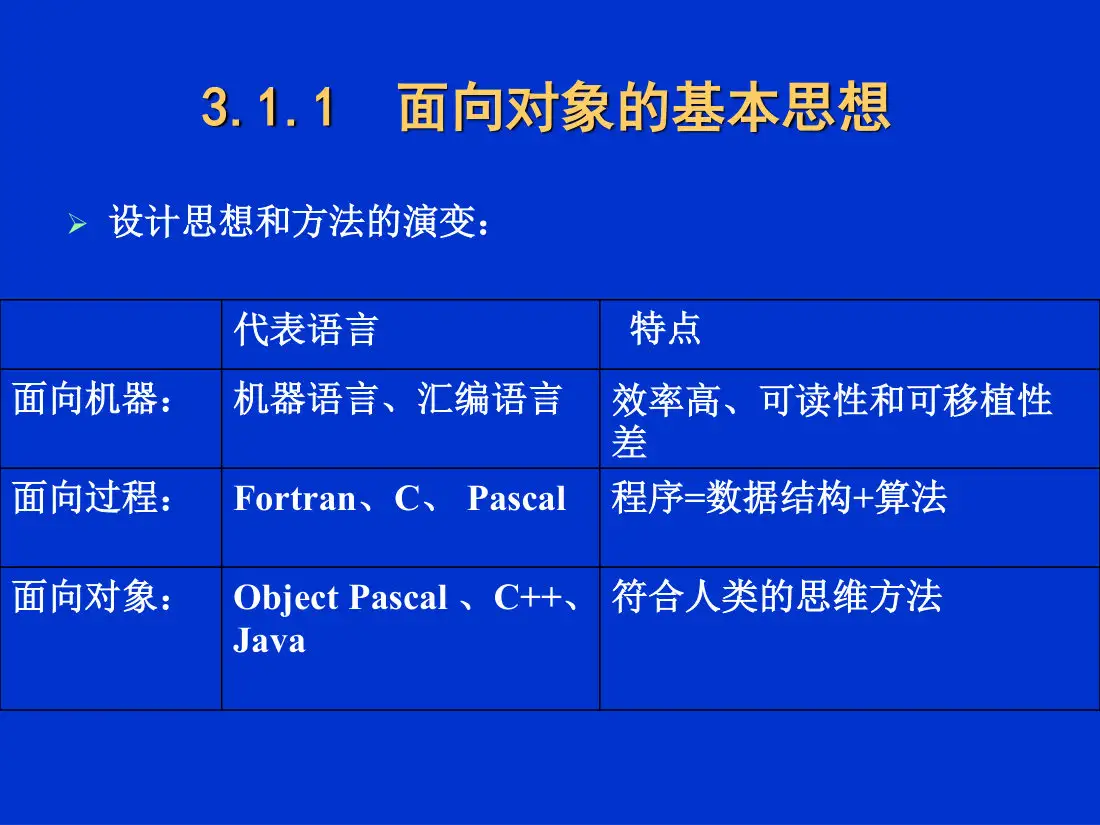 3.1.1 面向对象的基本思想
设计思想和方法的演变：
代表语言 特点
面向机器： 机器语言、汇编语言 效率高、可读性和可移植性
差
面向过程： Fortran、C、 Pascal 程序=数据结构+算法
面向对象： Object Pascal 、C++、 符合人类的思维方法
Java